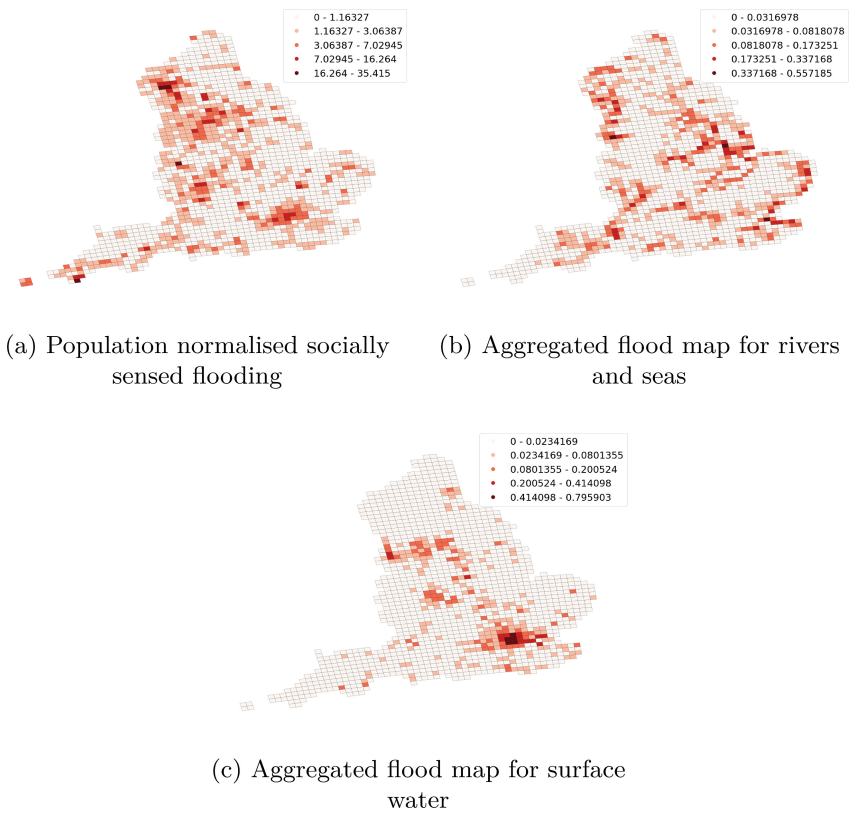 0 - 1.16327
1.16327 - 3.06387
3.06387 - 7.02945
7.02945 - 16.264
16.264 - 35.415
0 - 0.0316978
0.0316978 - 0.0818078
0.0818078 - 0.173251
0.173251 - 0.337168
0.337168 - 0.557185
(a) Population normalised socially
sensed flooding
(b) Aggregated flood map for rivers
and seas
0 - 0.0234169
0.0234169 - 0.0801355
0.0801355 - 0.200524
0.200524 - 0.414098
0.414098 - 0.795903
(c) Aggregated flood map for surface
water